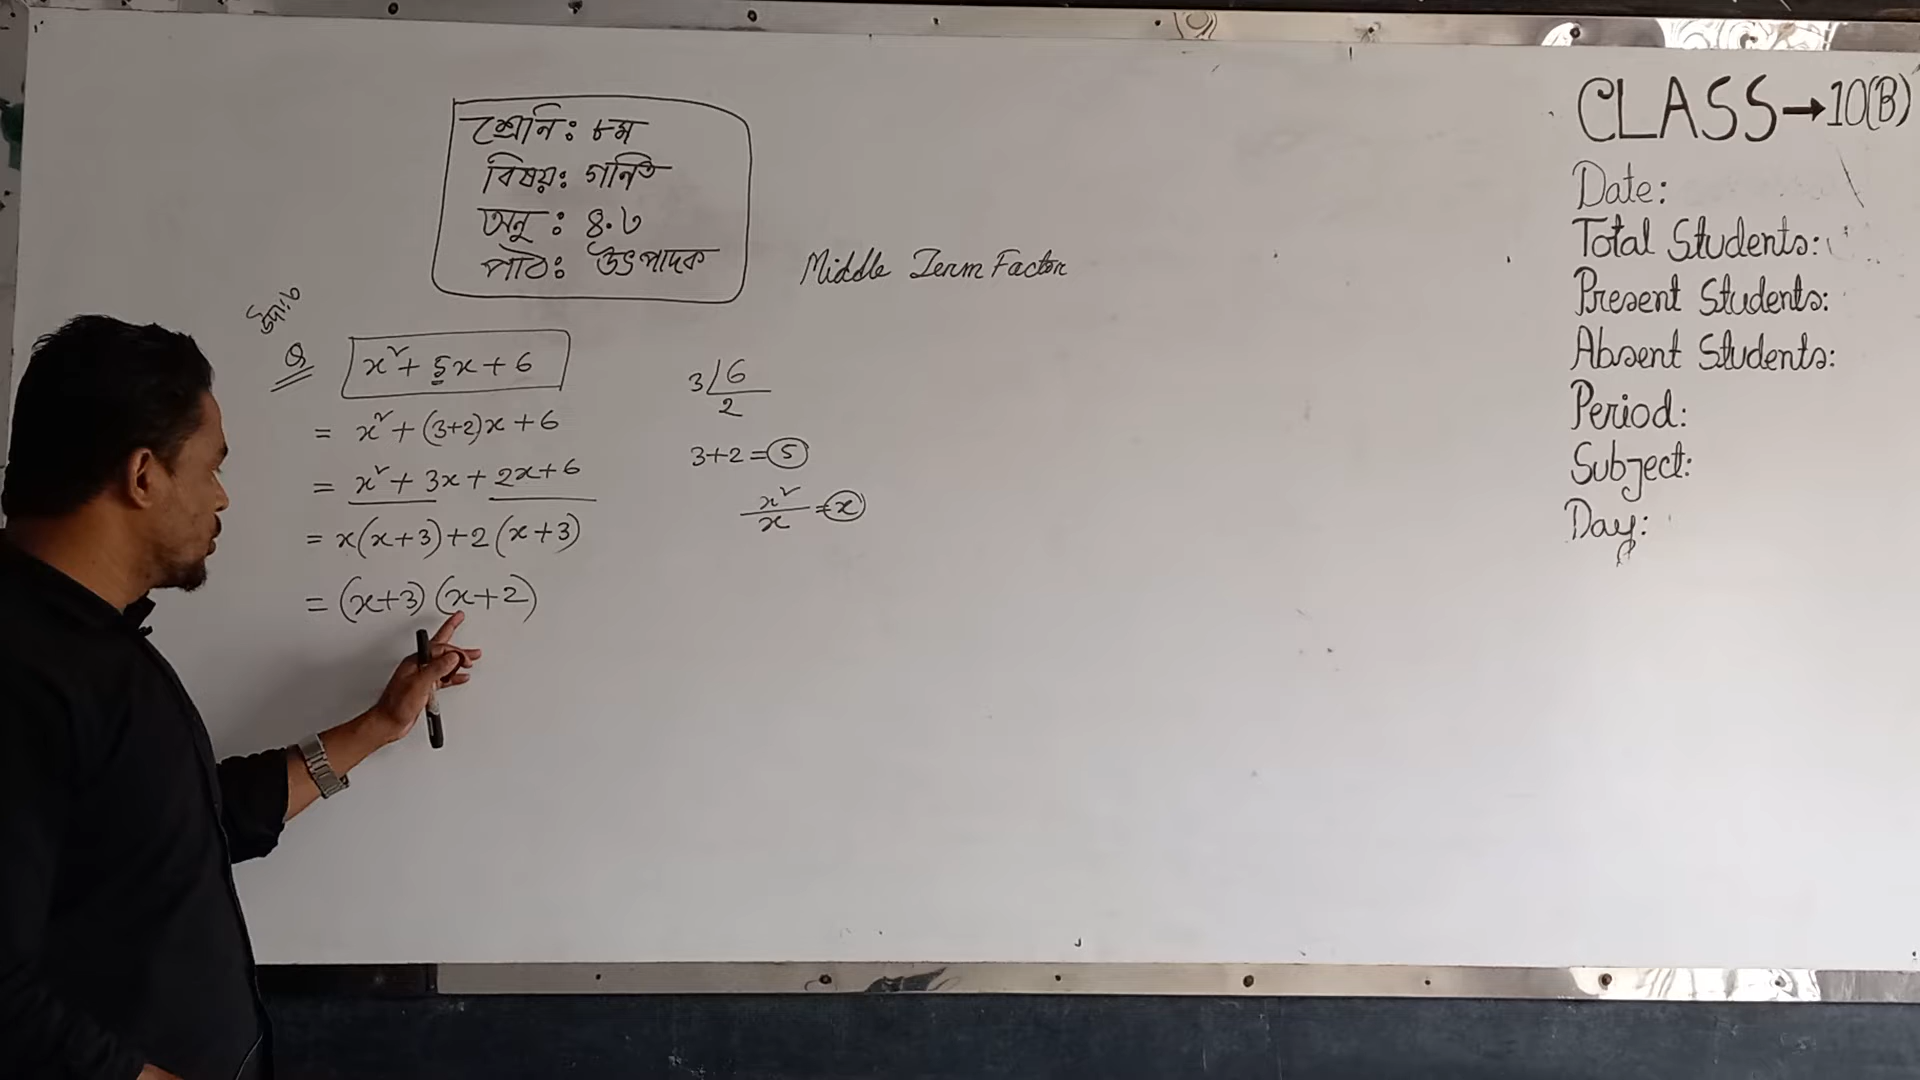 শ্রেনি: ৮ম
বিষয়: গনিত
অনু: ৪.৩
পাঠ: উৎপাদক
Middle Term Factor
উদা:৬
x² + 5x + 6
= x² + (3+2)x + 6
= x² + 3x + 2x + 6
= x(x+3) + 2(x+3)
= (x+3)(x+2)
3/6
2
3+2 = 5
x²
x = x
CLASS → 10(B)
Date:
Total Students:
Present Students:
Absent Students:
Period:
Subject:
Day: